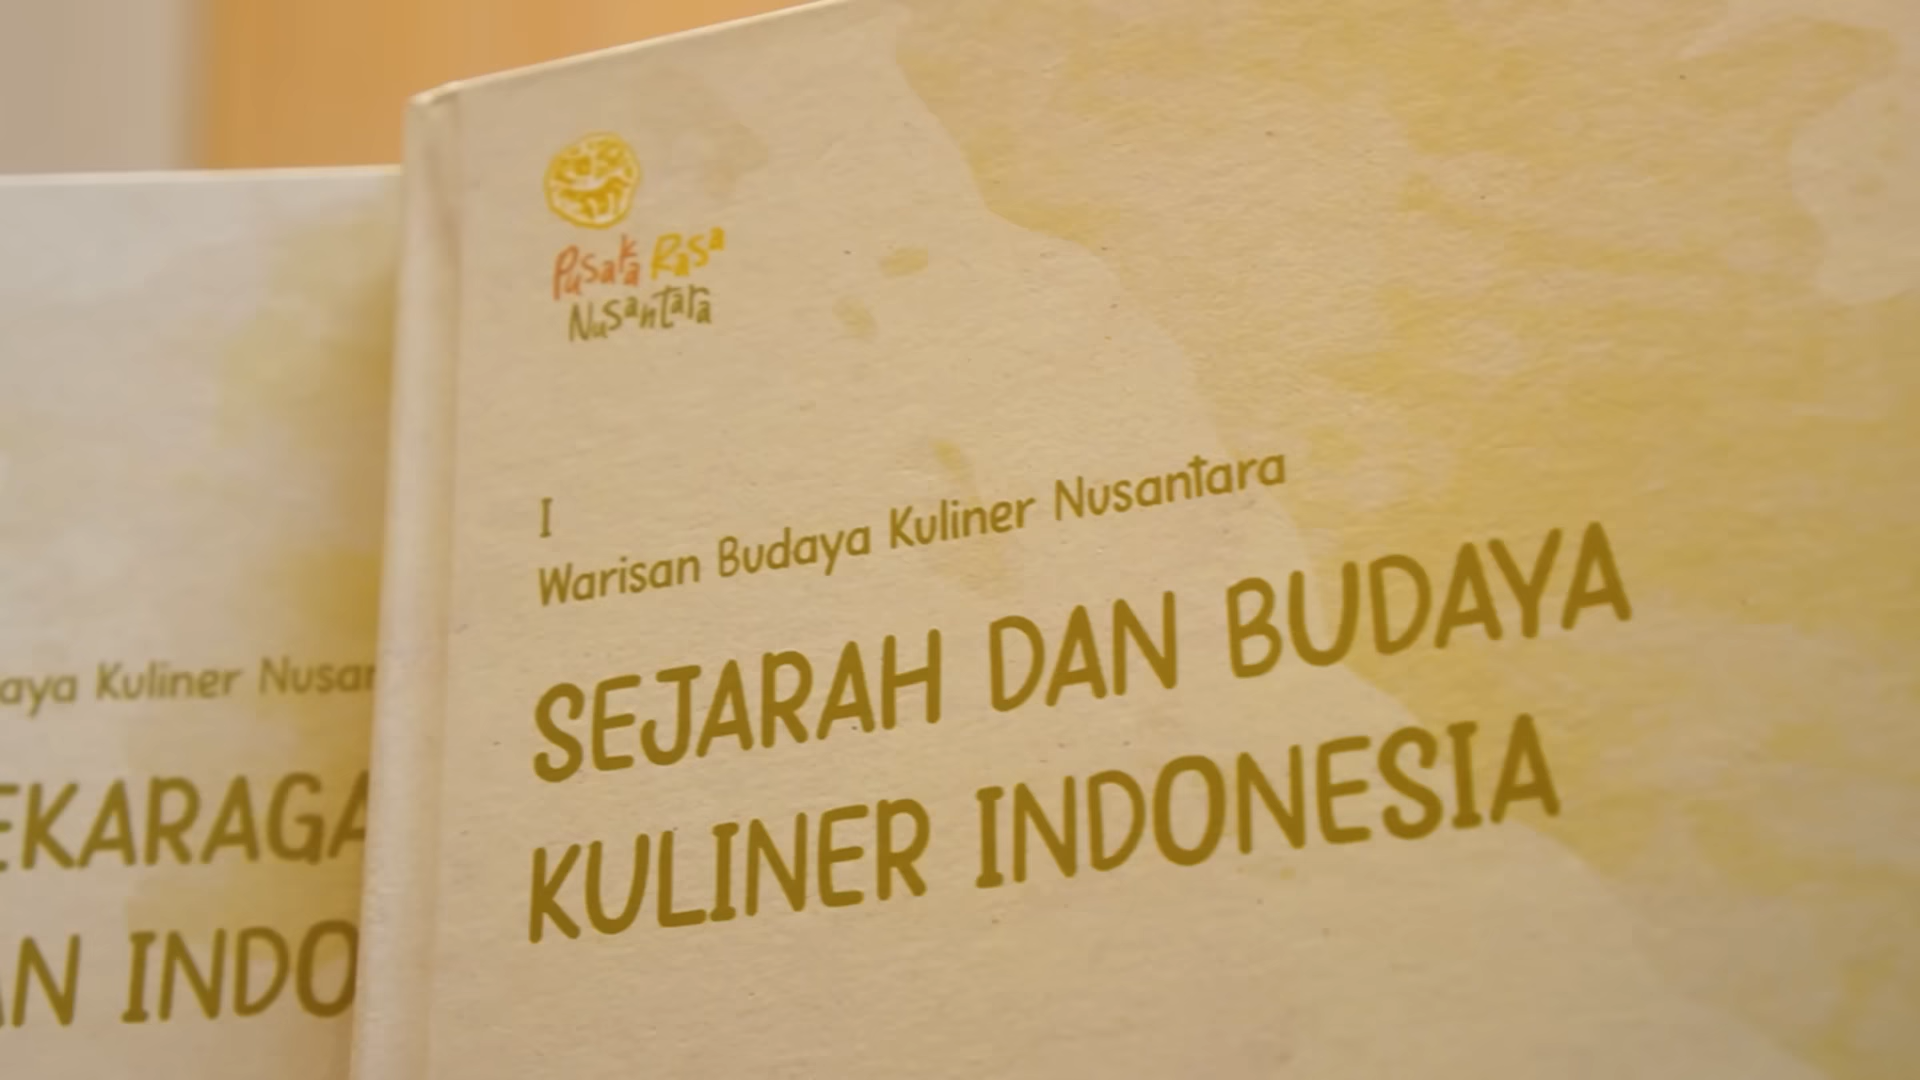 Pusaka Rasa
Nusantara
I
Warisan Budaya Kuliner Nusantara
SEJARAH DAN BUDAYA
KULINER INDONESIA
aya Kuliner Nusan
EKARAGA
AN INDO